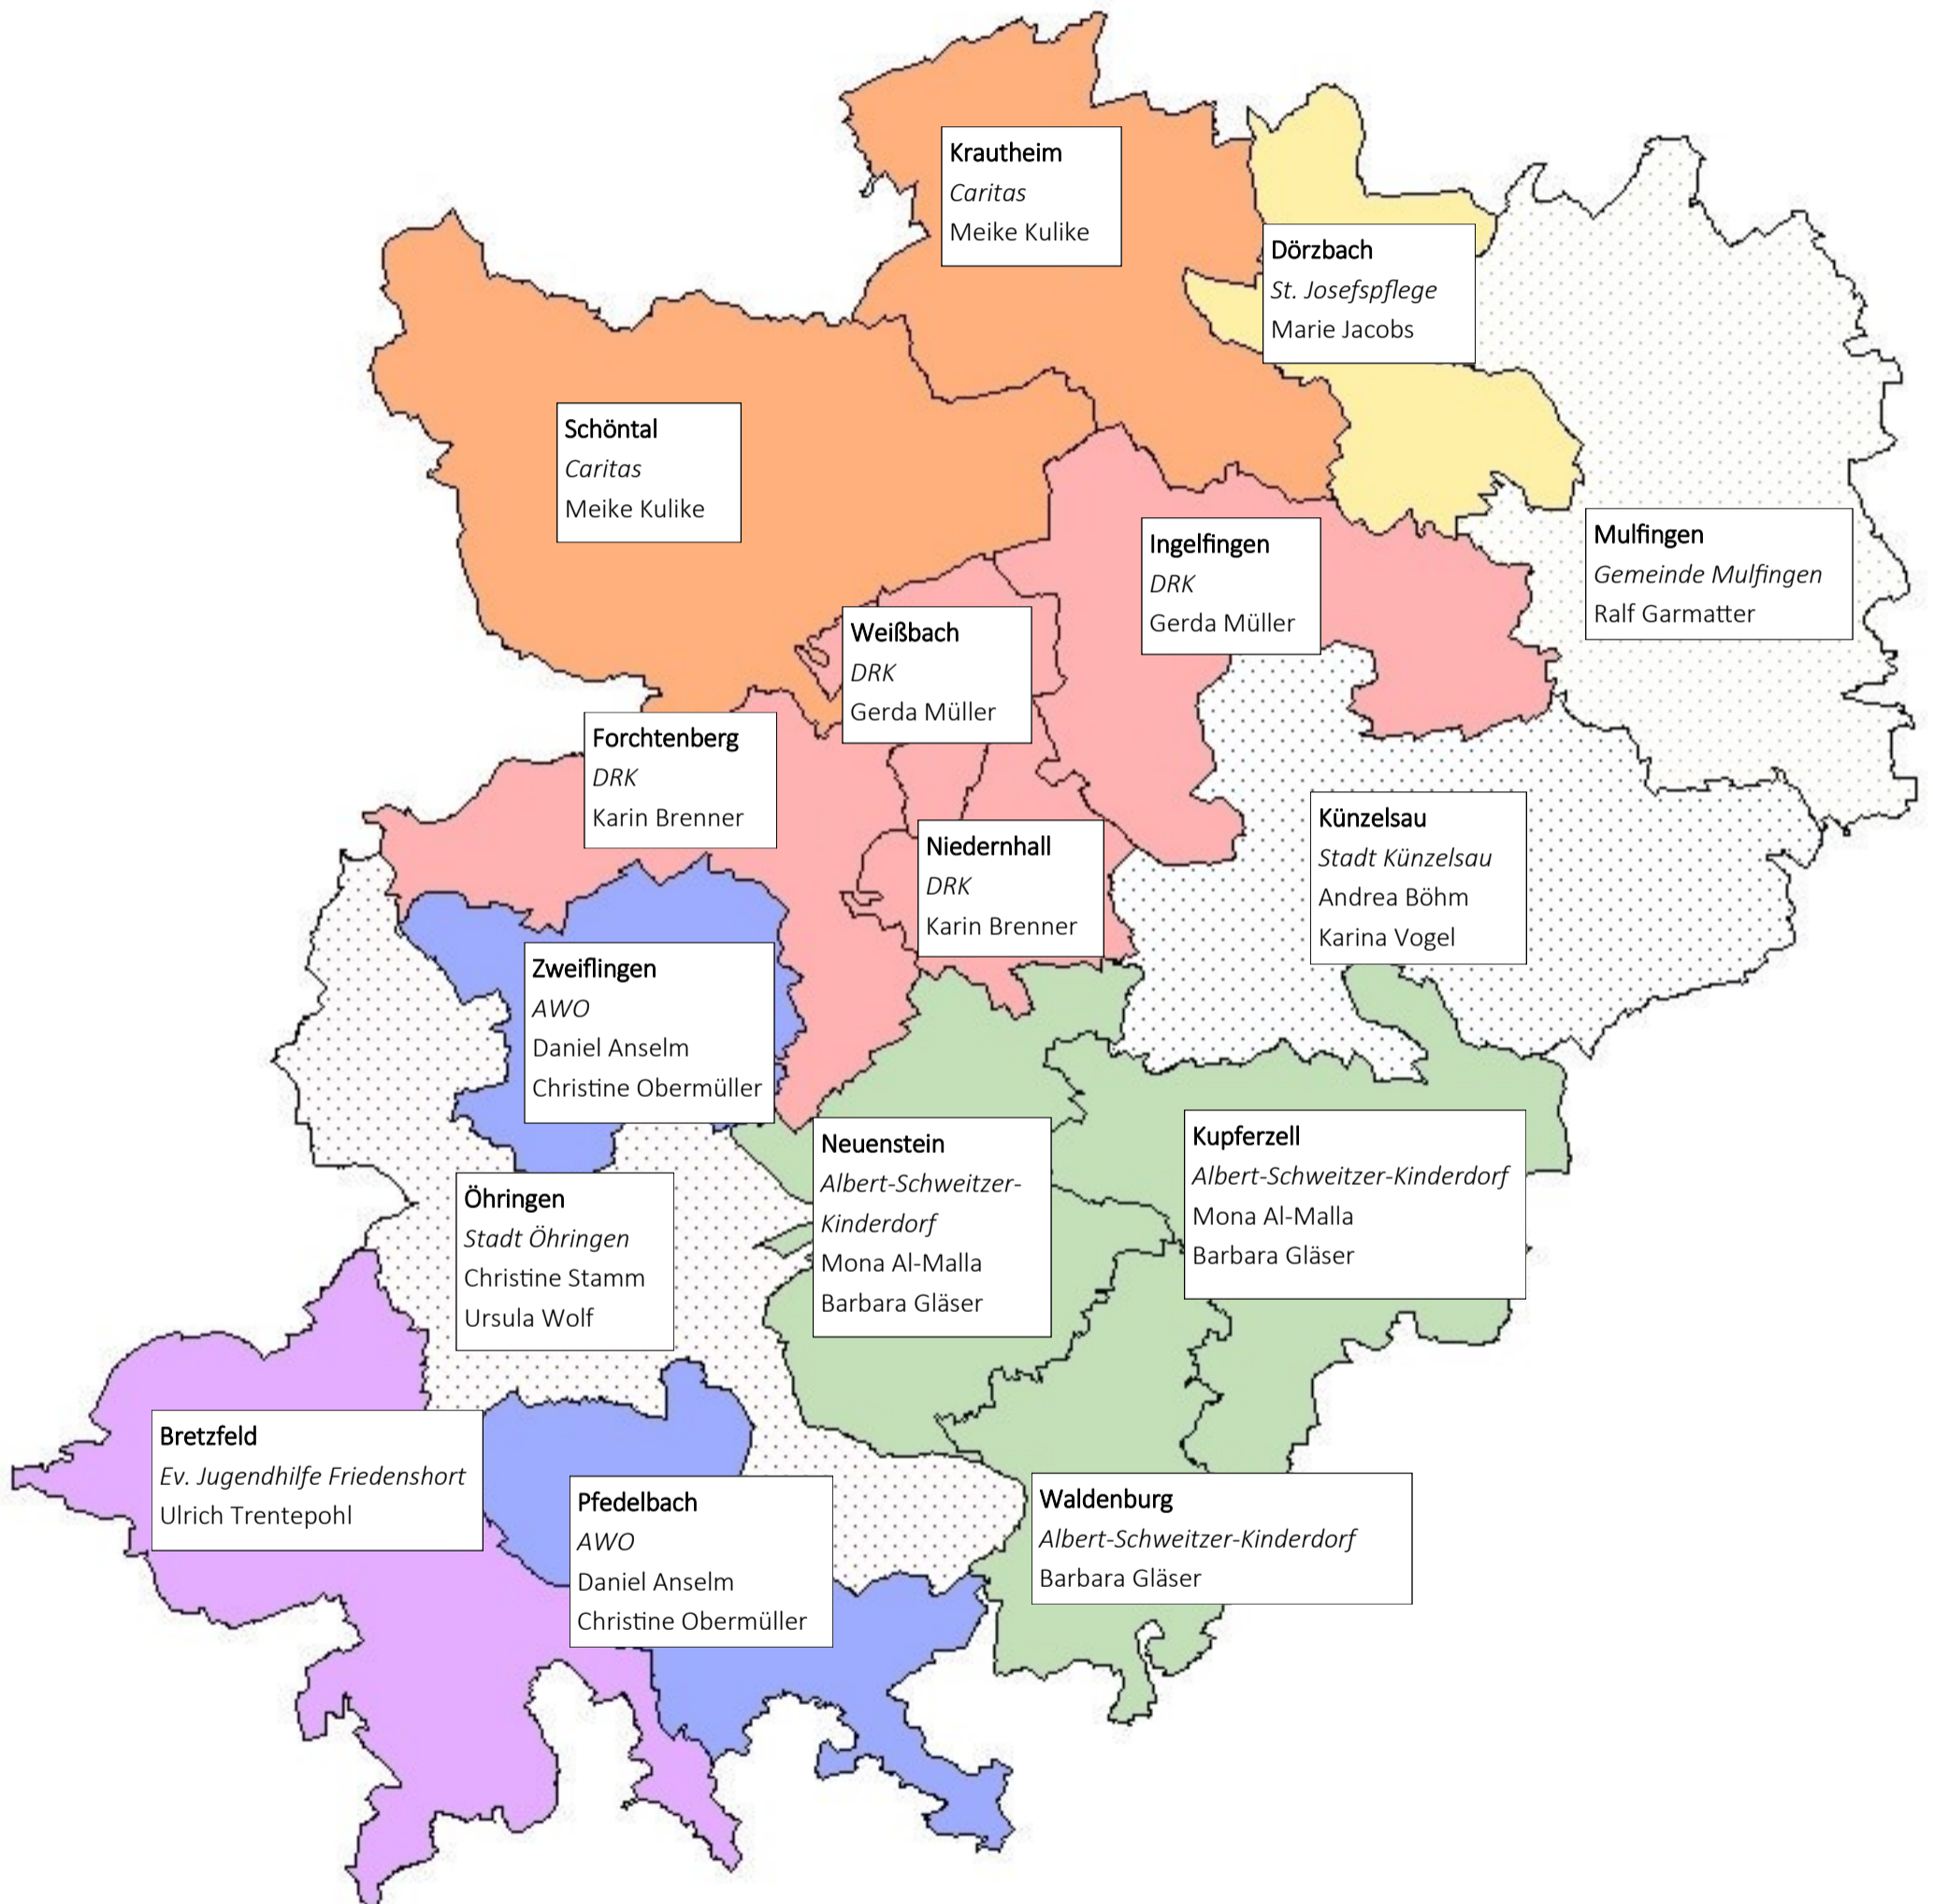 Krautheim
Caritas
Meike Kulike
Dörzbach
St. Josefspflege
Marie Jacobs
Schöntal
Caritas
Meike Kulike
Ingelfingen
DRK
Gerda Müller
Mulfingen
Gemeinde Mulfingen
Ralf Garmatter
Weißbach
DRK
Gerda Müller
Forchtenberg
DRK
Karin Brenner
Künzelsau
Stadt Künzelsau
Andrea Böhm
Karina Vogel
Niedernhall
DRK
Karin Brenner
Zweiflingen
AWO
Daniel Anselm
Christine Obermüller
Neuenstein
Albert-Schweitzer-
Kinderdorf
Mona Al-Malla
Barbara Gläser
Kupferzell
Albert-Schweitzer-Kinderdorf
Mona Al-Malla
Barbara Gläser
Öhringen
Stadt Öhringen
Christine Stamm
Ursula Wolf
Bretzfeld
Ev. Jugendhilfe Friedenshort
Ulrich Trentepohl
Pfedelbach
AWO
Daniel Anselm
Christine Obermüller
Waldenburg
Albert-Schweitzer-Kinderdorf
Barbara Gläser